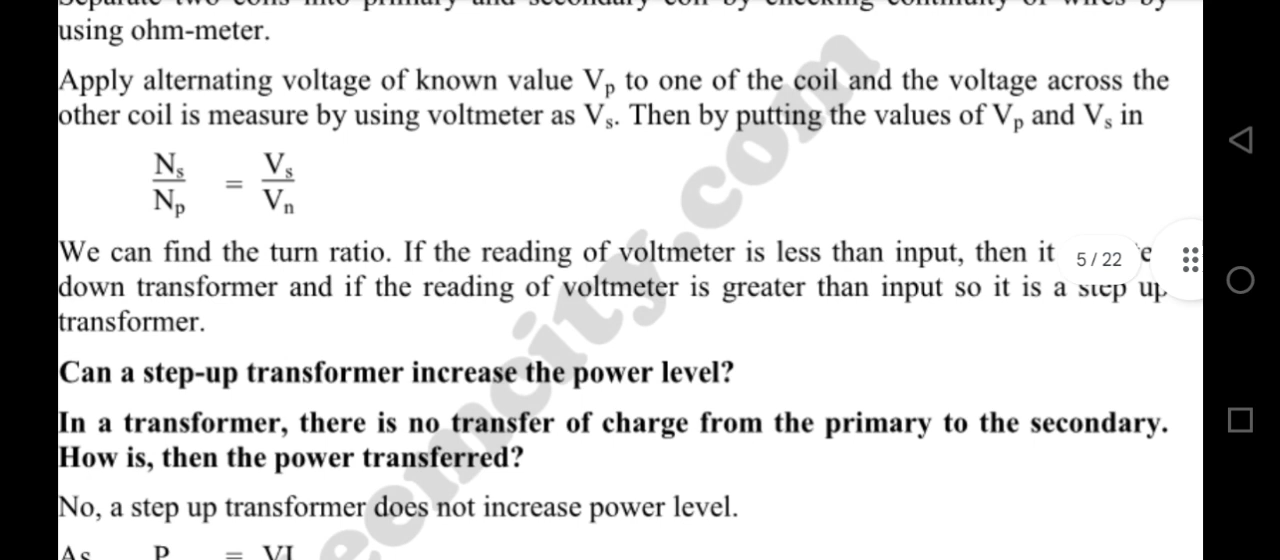 using ohm-meter.
Apply alternating voltage of known value Vp to one of the coil and the voltage across the
other coil is measure by using voltmeter as Vs. Then by putting the values of Vp and Vs in
Ns/Np = Vs/Vn
We can find the turn ratio. If the reading of voltmeter is less than input, then it
5 / 22
down transformer and if the reading of voltmeter is greater than input so it is a step up
transformer.
Can a step-up transformer increase the power level?
In a transformer, there is no transfer of charge from the primary to the secondary.
How is, then the power transferred?
No, a step up transformer does not increase power level.
As P = VI
eemcity.com